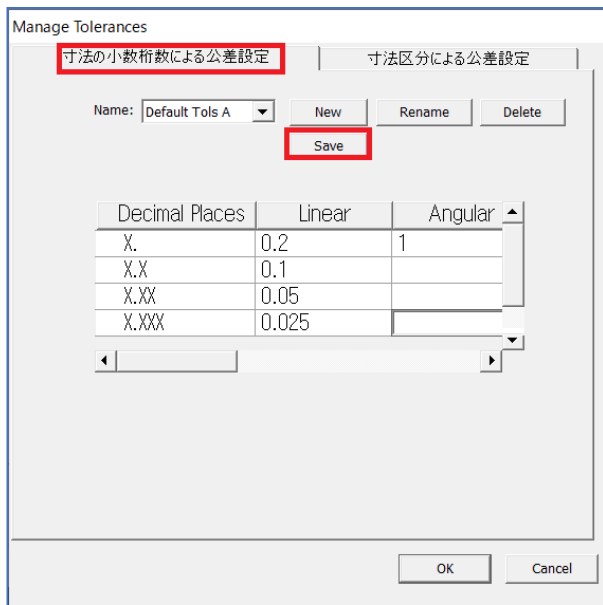 Manage Tolerances
寸法の小数桁数による公差設定 寸法区分による公差設定
Name: Default Tols A New Rename Delete
Save
Decimal Places Linear Angular
X. 0.2 1
X.X 0.1
X.XX 0.05
X.XXX 0.025
OK Cancel